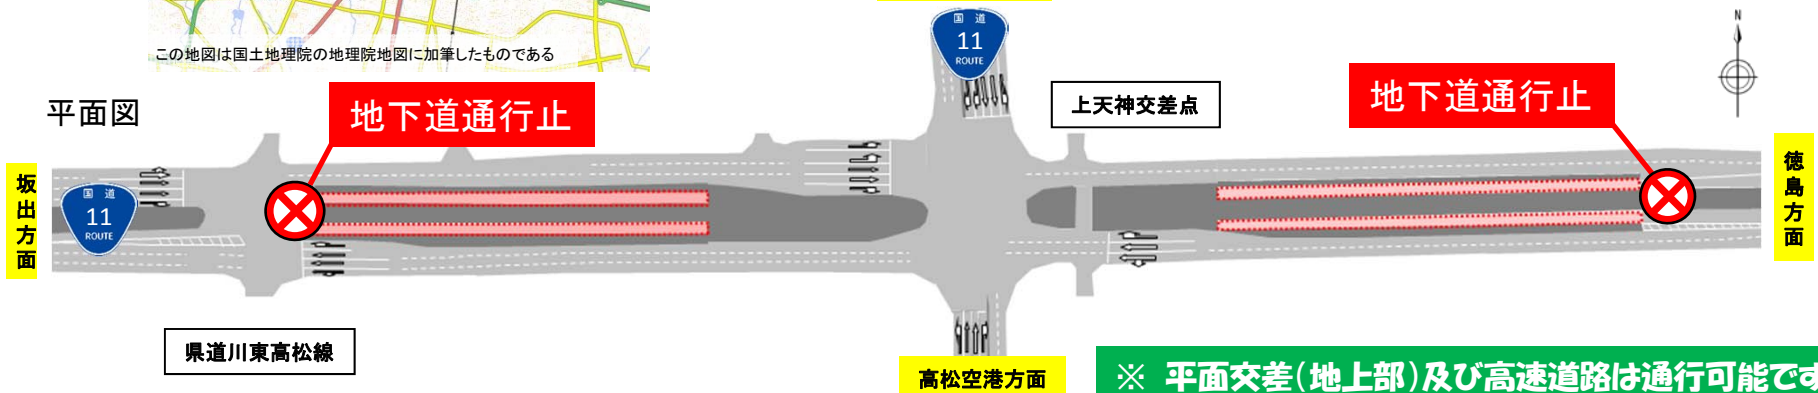 この地図は国土地理院の地理院地図に加筆したものである
平面図
地下道通行止
国道
11
ROUTE
上天神交差点
地下道通行止
N
坂出方面
国道
11
ROUTE
徳島方面
県道川東高松線
高松空港方面
※ 平面交差(地上部)及び高速道路は通行可能です